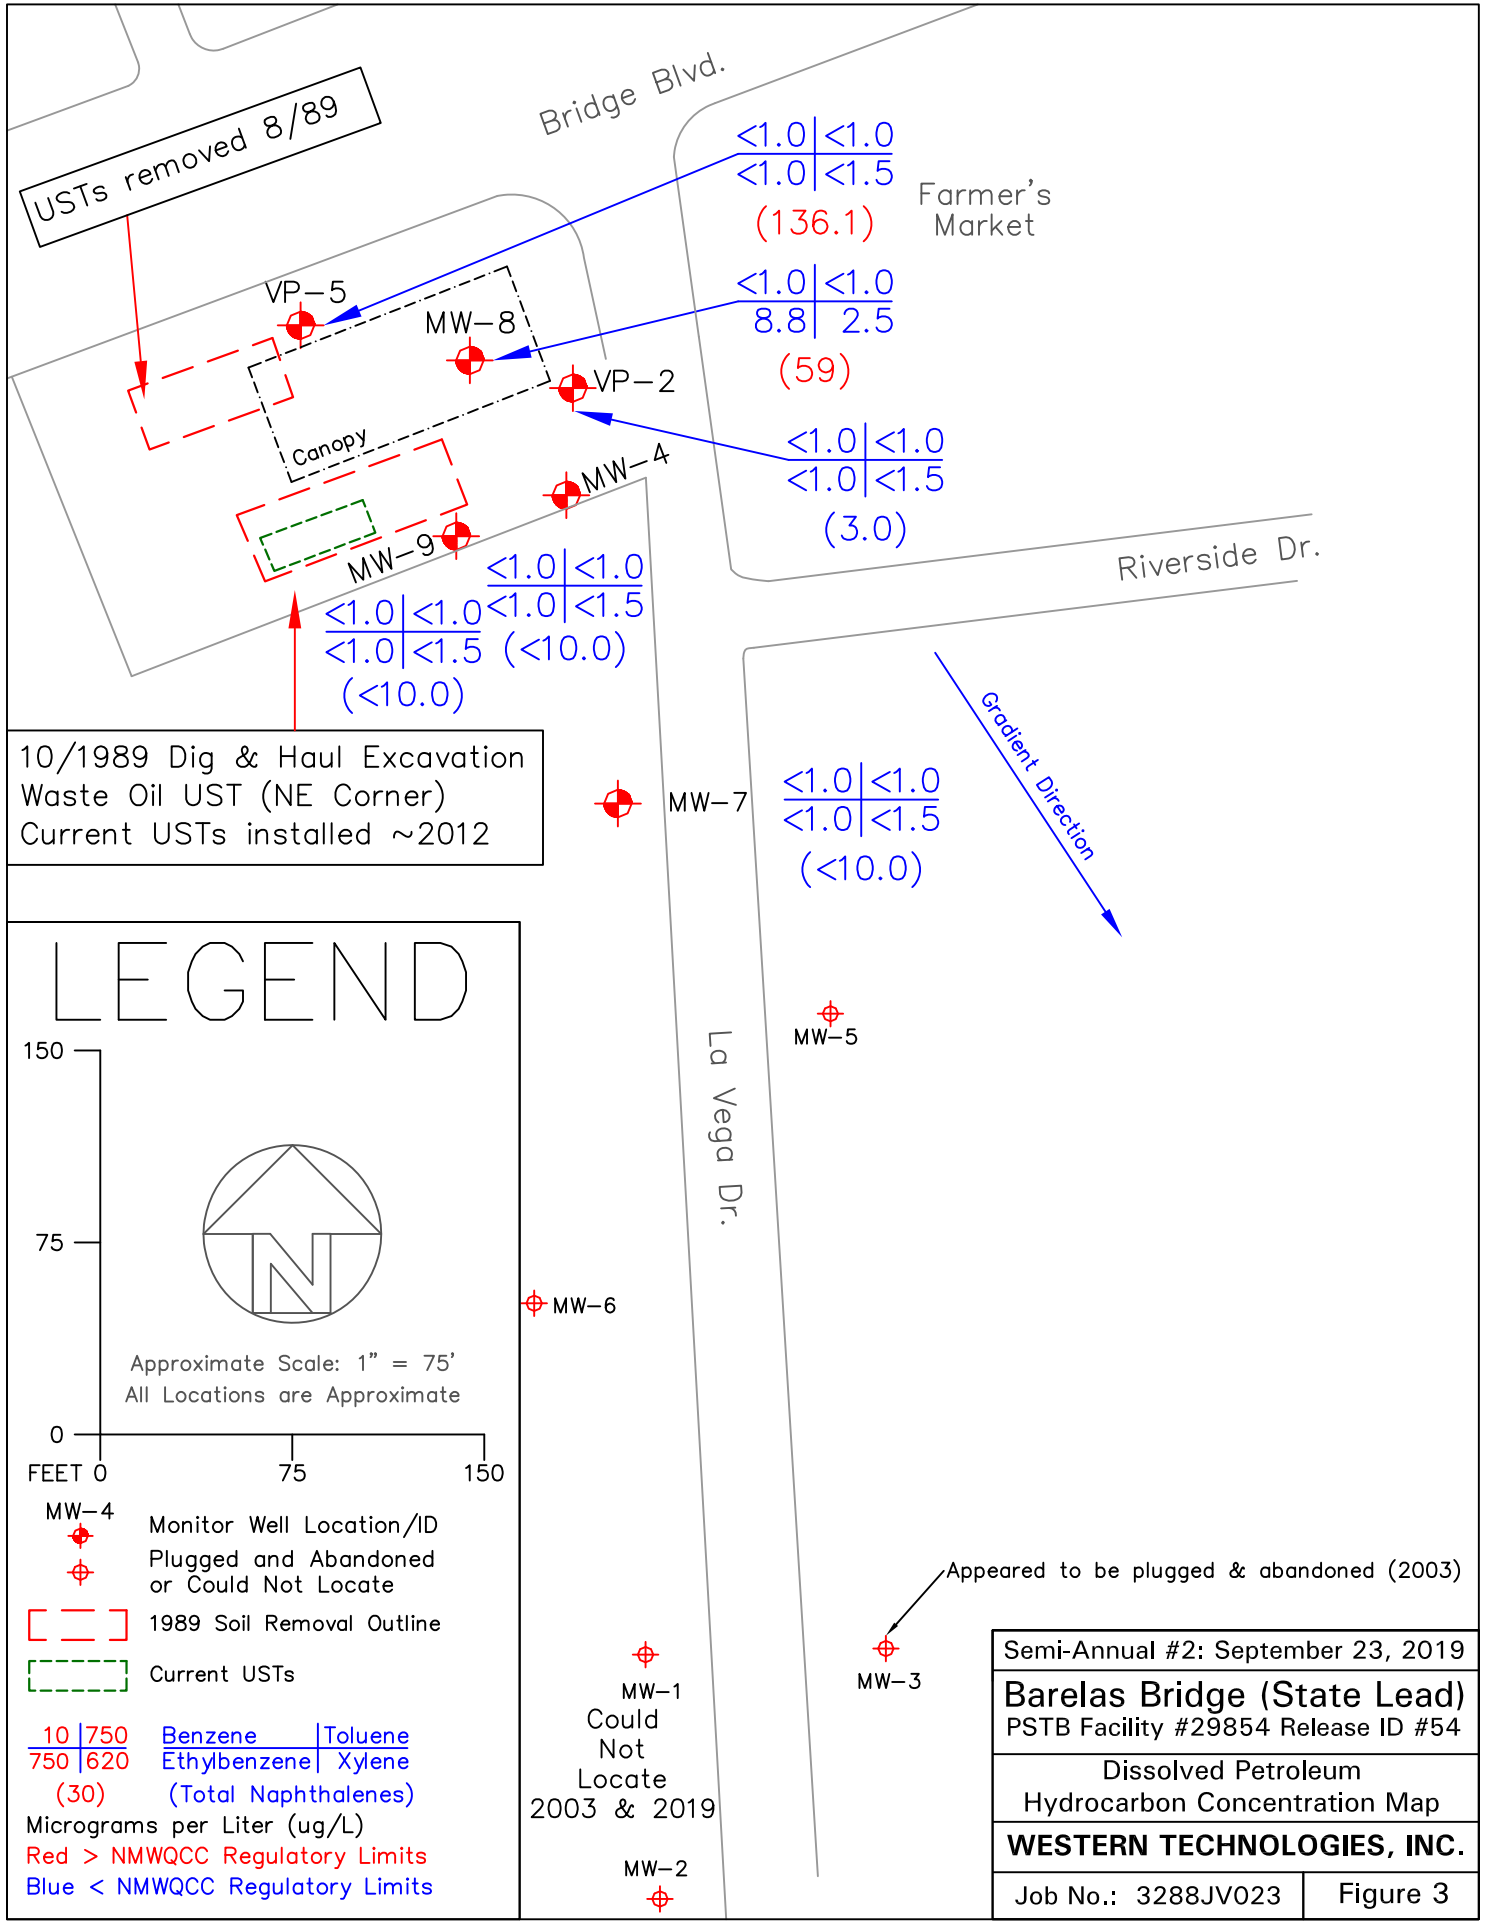 Bridge Blvd.
USTs removed 8/89
<1.0 <1.0
<1.0 <1.5
(136.1)
Farmer's
Market
VP-5
MW-8
<1.0 <1.0
8.8 2.5
(59)
VP-2
Canopy
MW-4
<1.0 <1.0
<1.0 <1.5
(3.0)
MW-9
Riverside Dr.
<1.0 <1.0
<1.0 <1.5
(<10.0)
<1.0 <1.0
<1.0 <1.5
(<10.0)
10/1989 Dig & Haul Excavation
Waste Oil UST (NE Corner)
Current USTs installed ~2012
Gradient Direction
MW-7
<1.0 <1.0
<1.0 <1.5
(<10.0)
MW-5
La Vega Dr.
MW-6
LEGEND
150
75
N
Approximate Scale: 1" = 75'
All Locations are Approximate
0
FEET 0 75 150
MW-4
Monitor Well Location/ID
Plugged and Abandoned
or Could Not Locate
1989 Soil Removal Outline
Current USTs
10 750 Benzene Toluene
750 620 Ethylbenzene Xylene
(30) (Total Naphthalenes)
Micrograms per Liter (ug/L)
Red > NMWQCC Regulatory Limits
Blue < NMWQCC Regulatory Limits
Appeared to be plugged & abandoned (2003)
MW-3
MW-1
Could
Not
Locate
2003 & 2019
MW-2
Semi-Annual #2: September 23, 2019
Barelas Bridge (State Lead)
PSTB Facility #29854 Release ID #54
Dissolved Petroleum
Hydrocarbon Concentration Map
WESTERN TECHNOLOGIES, INC.
Job No.: 3288JV023
Figure 3